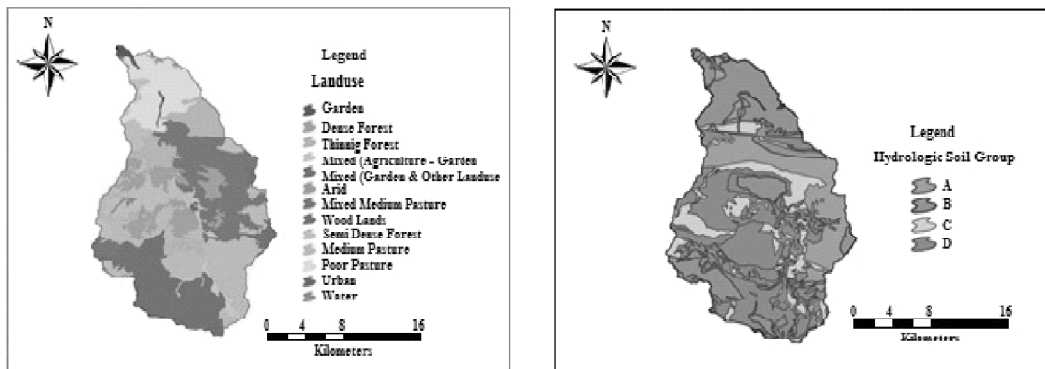 N
Legend
Landuse
Garden
Dense Forest
Thinnig Forest
Mixed (Agriculture - Garden
Mixed (Garden & Other Landuse
Arid
Mixed Medium Pasture
Wood Lands
Semi Dense Forest
Medium Pasture
Poor Pasture
Urban
Water
0 4 8 16
Kilometers
N
Legend
Hydrologic Soil Group
A
B
C
D
0 4 8 16
Kilometers